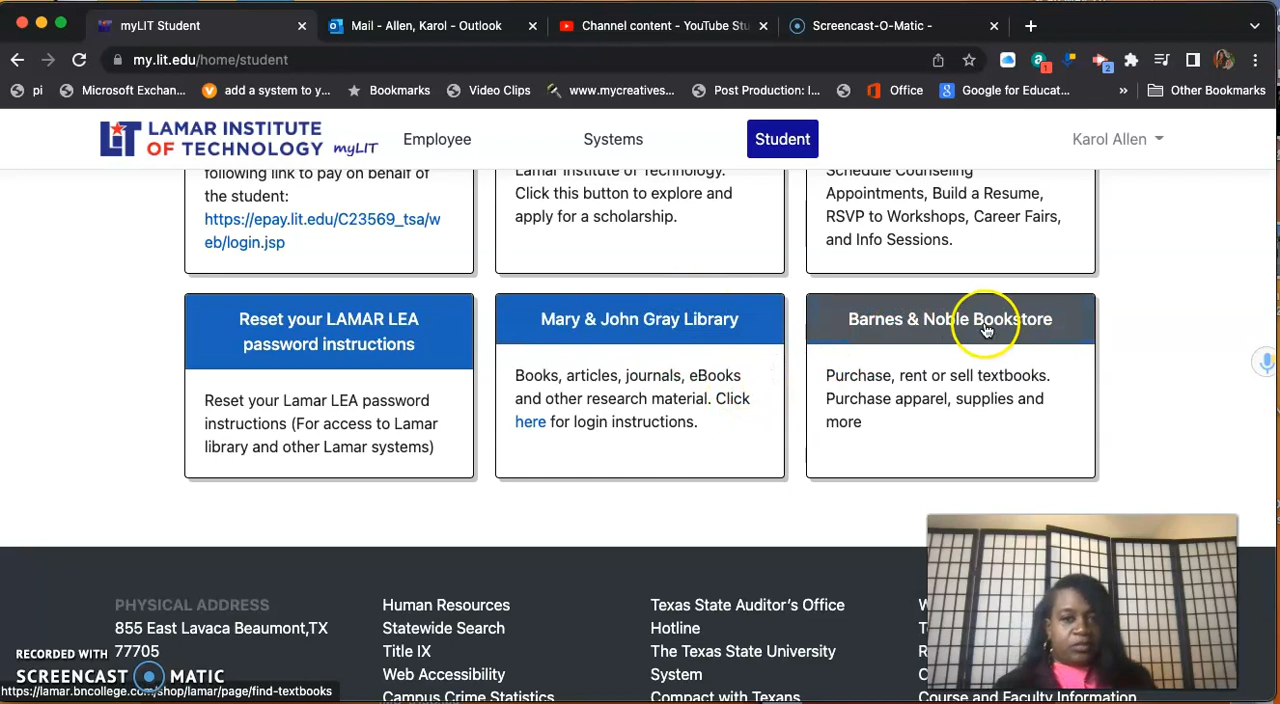 myLIT Student
Mail - Allen, Karol - Outlook
Channel content - YouTube Stu
Screencast-O-Matic -
my.lit.edu/home/student
1
2
pi
Microsoft Exchan...
add a system to y...
Bookmarks
Video Clips
www.mycreatives...
Post Production: I...
Office
Google for Educat...
»
Other Bookmarks
LIT LAMAR INSTITUTE
OF TECHNOLOGY myLIT
Employee
Systems
Student
Karol Allen
following link to pay on behalf of
the student:
https://epay.lit.edu/C23569_tsa/w
eb/login.jsp
Lamar Institute of Technology.
Click this button to explore and
apply for a scholarship.
Schedule Counseling
Appointments, Build a Resume,
RSVP to Workshops, Career Fairs,
and Info Sessions.
Reset your LAMAR LEA
password instructions
Reset your Lamar LEA password
instructions (For access to Lamar
library and other Lamar systems)
Mary & John Gray Library
Books, articles, journals, eBooks
and other research material. Click
here for login instructions.
Barnes & Noble Bookstore
Purchase, rent or sell textbooks.
Purchase apparel, supplies and
more
PHYSICAL ADDRESS
855 East Lavaca Beaumont,TX
77705
Human Resources
Statewide Search
Title IX
Web Accessibility
Campus Crime Statistics
Texas State Auditor's Office
Hotline
The Texas State University
System
Compact with Texans
Course and Faculty Information
RECORDED WITH
SCREENCAST MATIC
https://lamar.bncollege.com/shop/lamar/page/find-textbooks